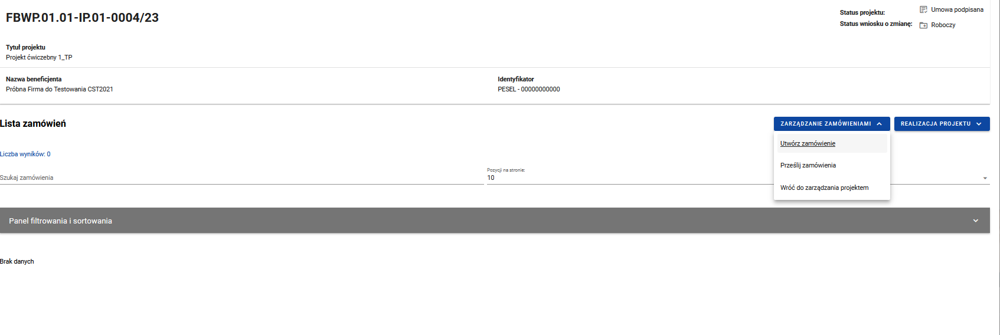 FBWP.01.01-IP.01-0004/23
Status projektu: Umowa podpisana
Status wniosku o zmianę: Roboczy
Tytuł projektu
Projekt ćwiczebny 1_TP
Nazwa beneficjenta
Próbna Firma do Testowania CST2021
Identyfikator
PESEL - 00000000000
Lista zamówień
ZARZĄDZANIE ZAMÓWIENIAMI
REALIZACJA PROJEKTU
Utwórz zamówienie
Prześlij zamówienia
Wróć do zarządzania projektem
Liczba wyników: 0
Szukaj zamówienia
Pozycji na stronie:
10
Panel filtrowania i sortowania
Brak danych